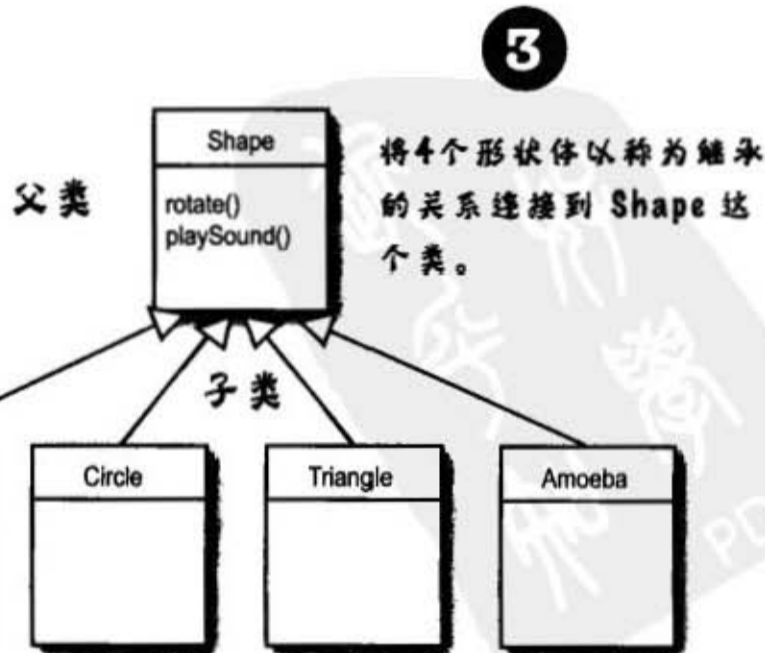 3
Shape
rotate()
playSound()
父类
将4个形状体以称为继承
的关系连接到 Shape 这
个类。
子类
Circle
Triangle
Amoeba
PD